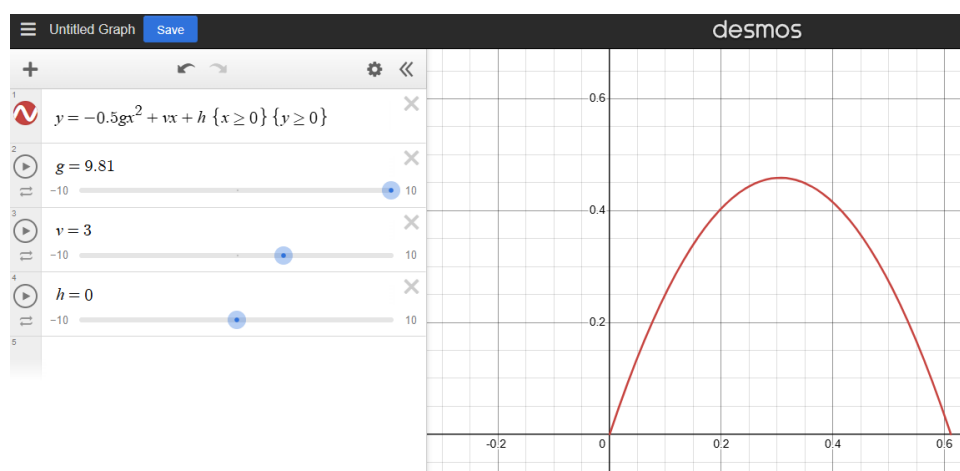 Untitled Graph Save desmos
1
y = −0.5gx² + vx + h {x ≥ 0} {y ≥ 0}
2
g = 9.81
−10 10
3
v = 3
−10 10
4
h = 0
−10 10
5
0.6
0.4
0.2
-0.2 0 0.2 0.4 0.6